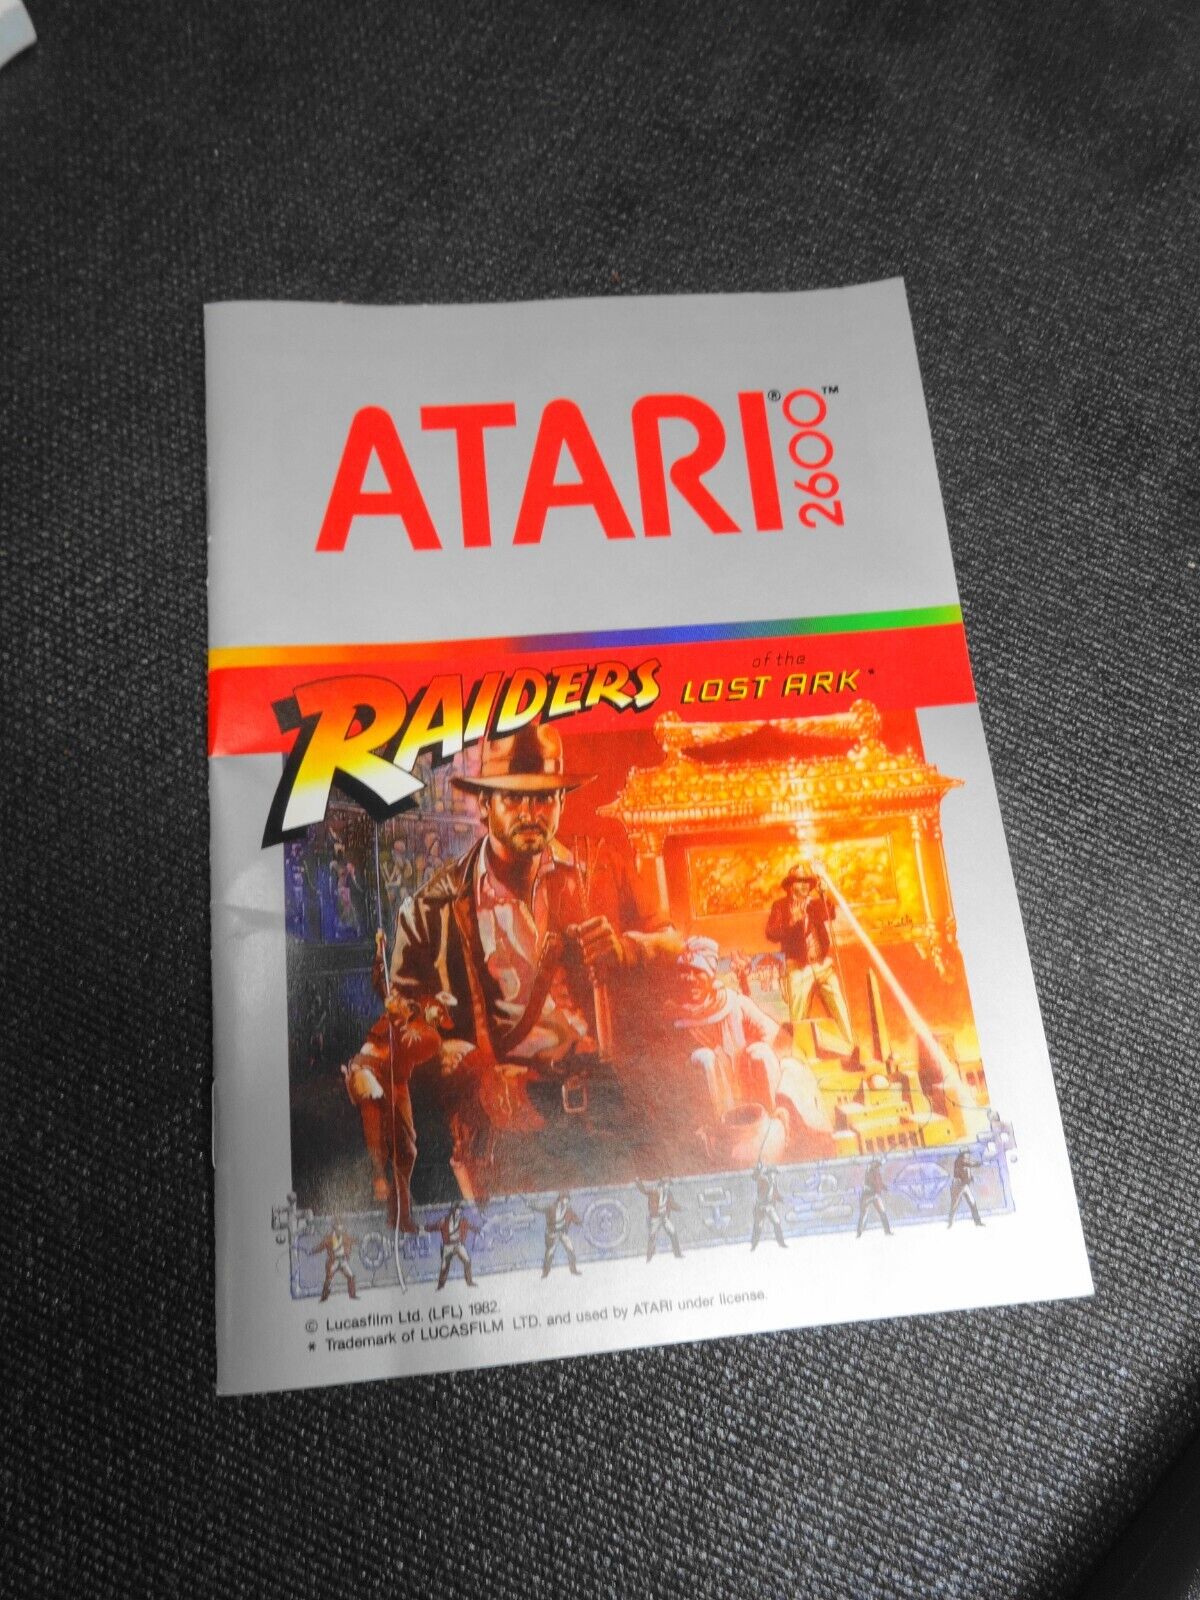 ATARI® 2600™
RAIDERS of the LOST ARK*
© Lucasfilm Ltd. (LFL) 1982.
* Trademark of LUCASFILM LTD. and used by ATARI under license.